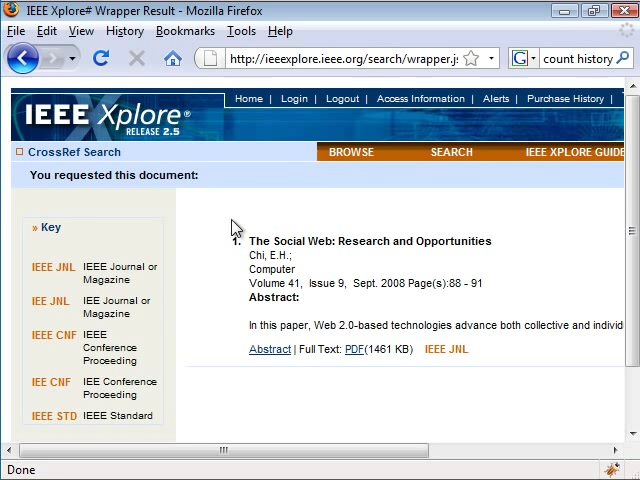 IEEE Xplore# Wrapper Result - Mozilla Firefox
File Edit View History Bookmarks Tools Help
http://ieeexplore.ieee.org/search/wrapper.js
G count history
Home | Login | Logout | Access Information | Alerts | Purchase History |
IEEE Xplore®
RELEASE 2.5
CrossRef Search
BROWSE SEARCH IEEE XPLORE GUIDE
You requested this document:
» Key
IEEE JNL IEEE Journal or Magazine
IEE JNL IEE Journal or Magazine
IEEE CNF IEEE Conference Proceeding
IEE CNF IEE Conference Proceeding
IEEE STD IEEE Standard
1. The Social Web: Research and Opportunities
Chi, E.H.;
Computer
Volume 41, Issue 9, Sept. 2008 Page(s):88 - 91
Abstract:
In this paper, Web 2.0-based technologies advance both collective and individ
Abstract | Full Text: PDF(1461 KB) IEEE JNL
Done